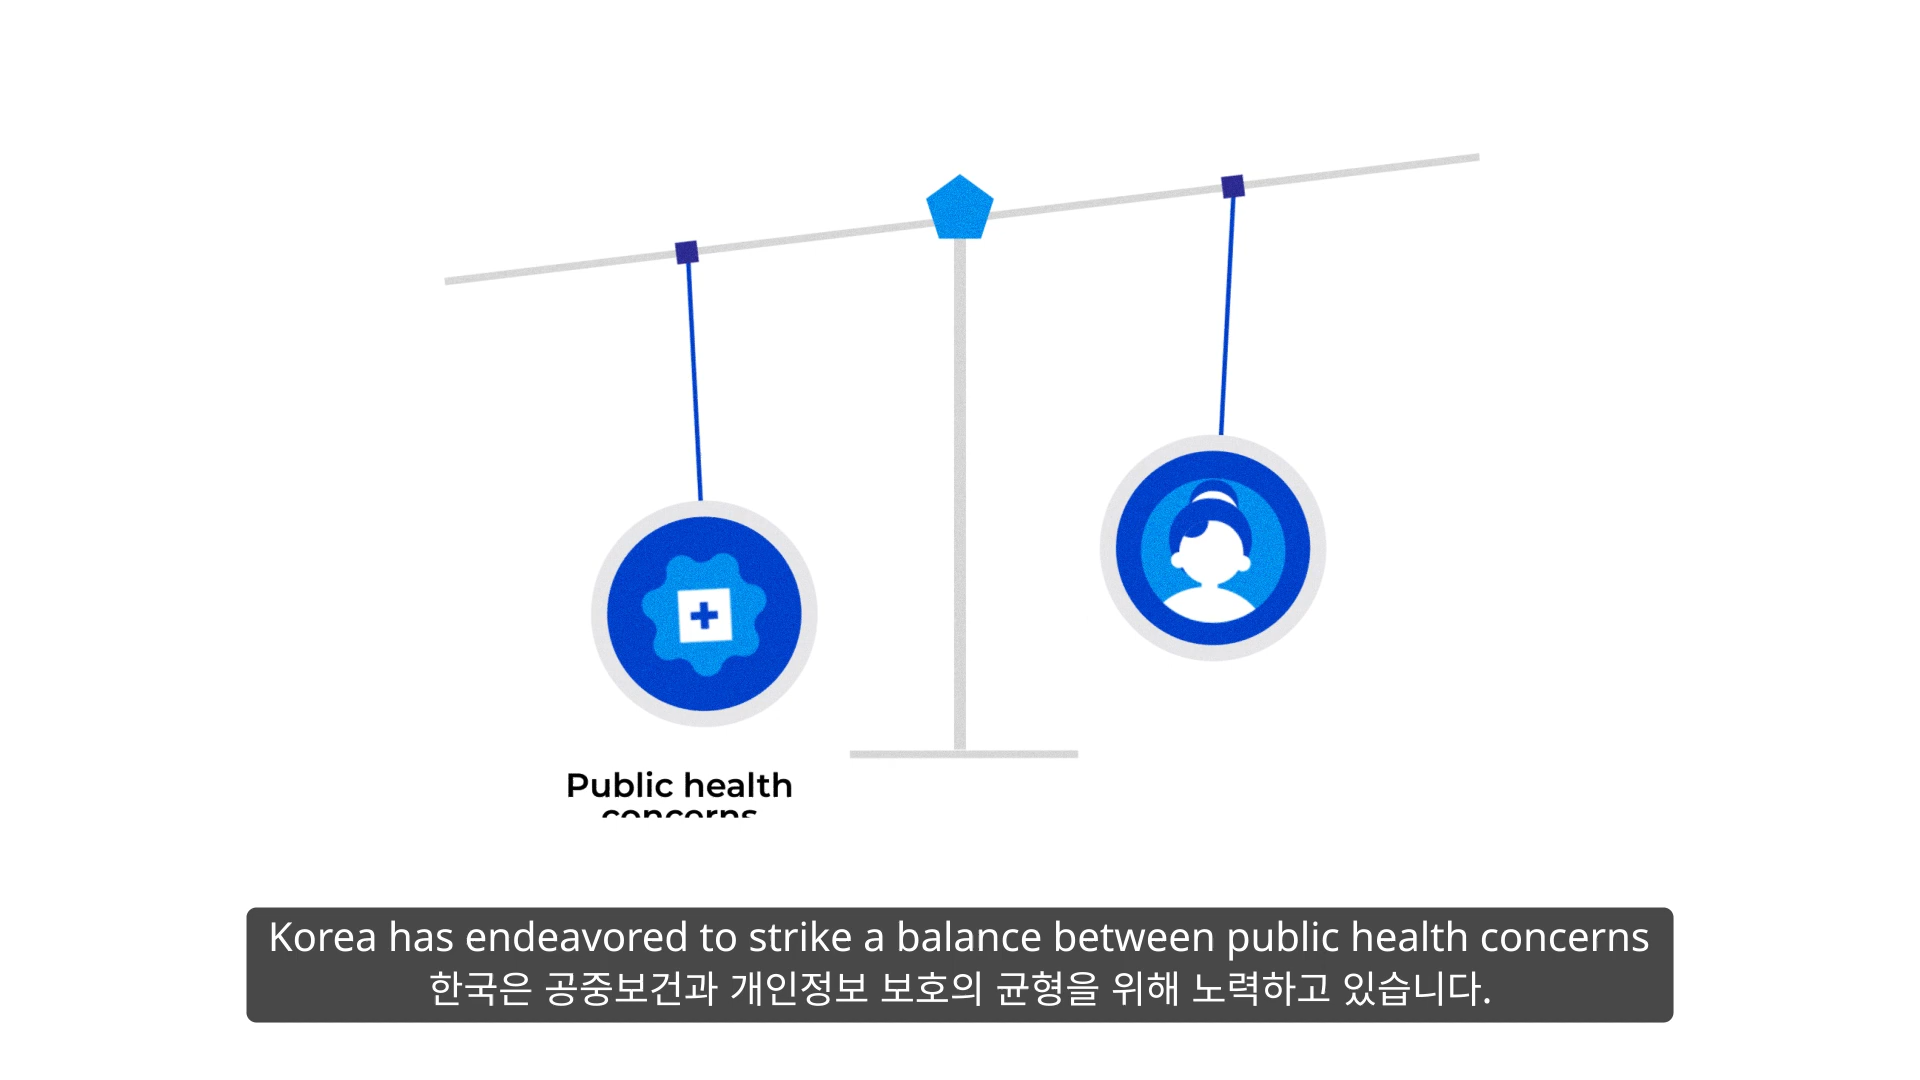 Public health
concerns
Korea has endeavored to strike a balance between public health concerns
한국은 공중보건과 개인정보 보호의 균형을 위해 노력하고 있습니다.